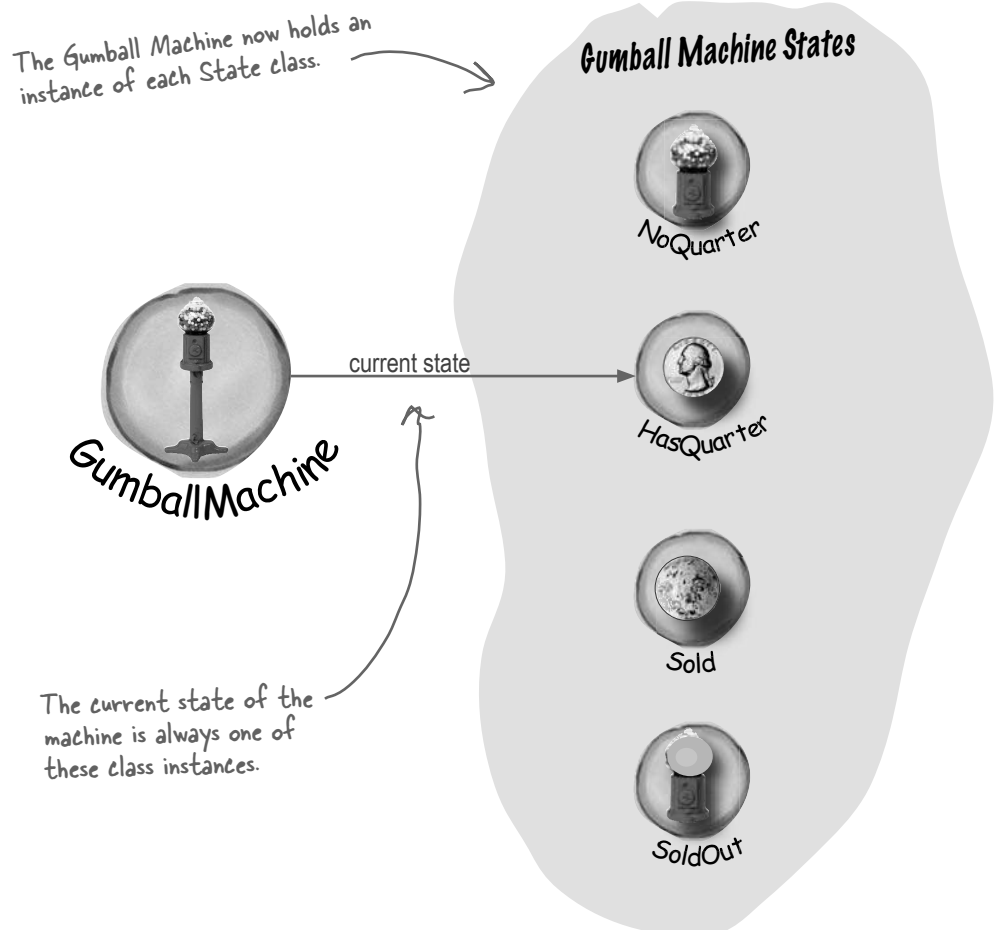 The Gumball Machine now holds an
instance of each State class.
Gumball Machine States
NoQuarter
current state
HasQuarter
GumballMachine
Sold
The current state of the
machine is always one of
these class instances.
SoldOut